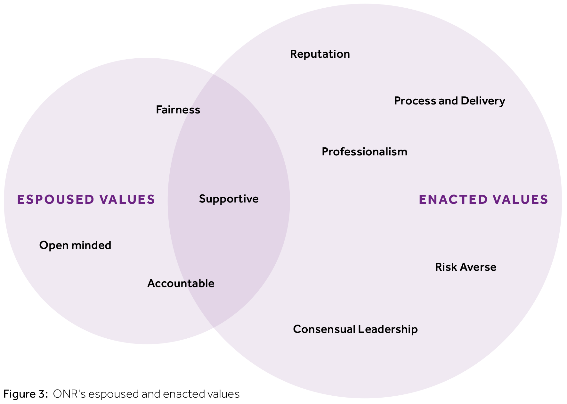 Reputation
Process and Delivery
Fairness
Professionalism
ESPOUSED VALUES
Supportive
ENACTED VALUES
Open minded
Risk Averse
Accountable
Consensual Leadership
Figure 3: ONR's espoused and enacted values